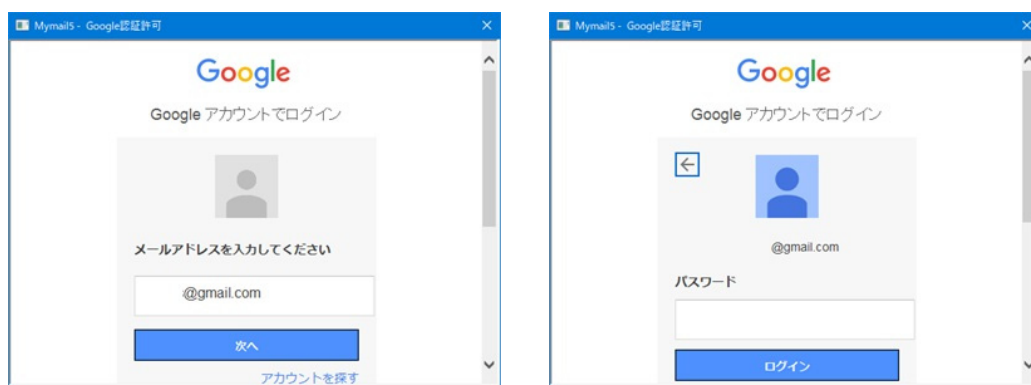 Mymail5 - Google認証許可
Google
Google アカウントでログイン
メールアドレスを入力してください
@gmail.com
次へ
アカウントを探す
Mymail5 - Google認証許可
Google
Google アカウントでログイン
@gmail.com
パスワード
ログイン